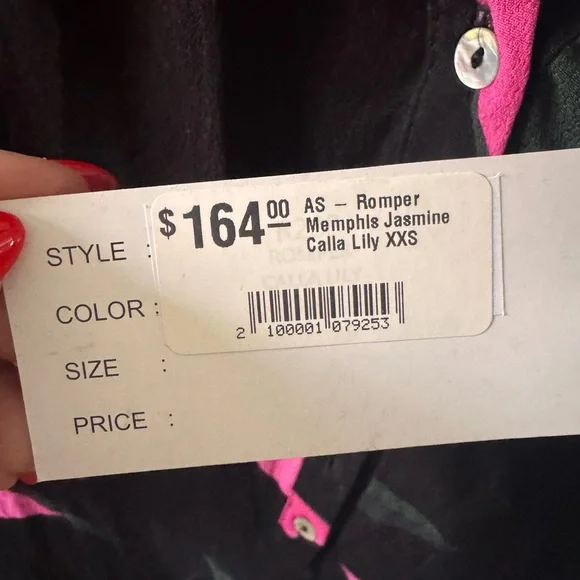 $164.00 AS – Romper
Memphis Jasmine
Calla Lily XXS
2 100001 079253
STYLE :
COLOR :
SIZE :
PRICE :